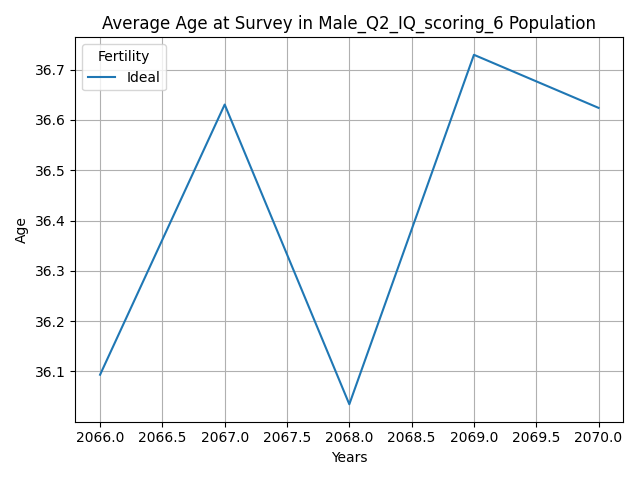 Average Age at Survey in Male_Q2_IQ_scoring_6 Population
Fertility
Ideal
Age
36.7
36.6
36.5
36.4
36.3
36.2
36.1
2066.0 2066.5 2067.0 2067.5 2068.0 2068.5 2069.0 2069.5 2070.0
Years